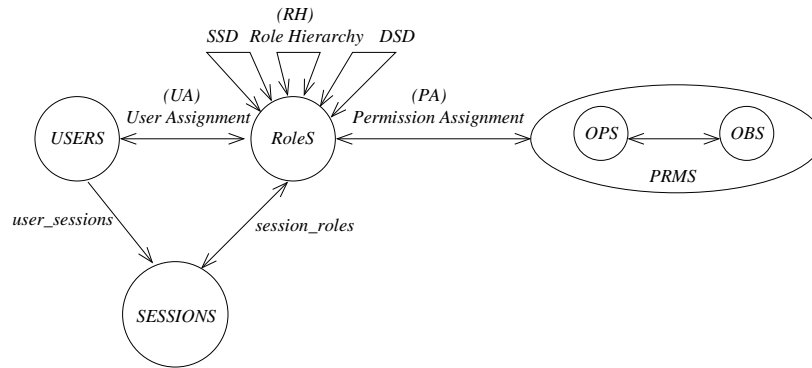 (RH)
SSD Role Hierarchy DSD
(UA)
User Assignment
(PA)
Permission Assignment
USERS
RoleS
OPS
OBS
PRMS
user_sessions
session_roles
SESSIONS